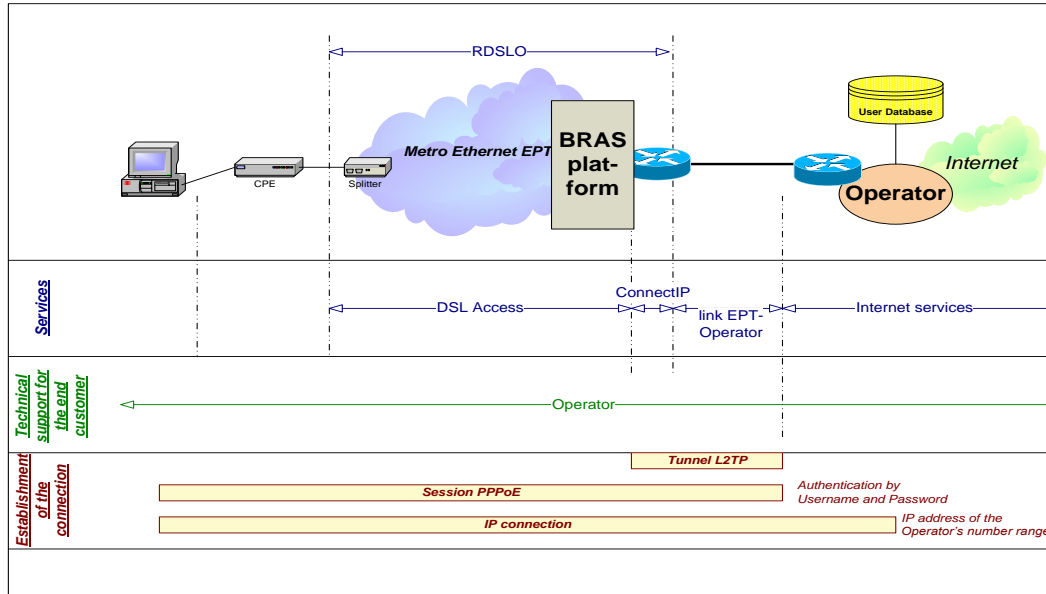 RDSLO
User Database
Metro Ethernet EPT
BRAS
plat-
form
Internet
Operator
CPE
Splitter
Services
DSL Access
ConnectIP
link EPT-
Operator
Internet services
Technical
support for
the end
customer
Operator
Establishment
of the
connection
Tunnel L2TP
Session PPPoE
Authentication by
Username and Password
IP connection
IP address of the
Operator's number range